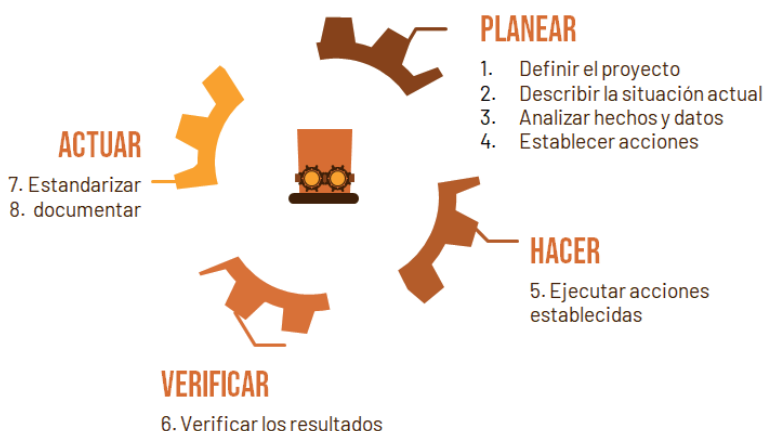 PLANEAR
1. Definir el proyecto
2. Describir la situación actual
3. Analizar hechos y datos
4. Establecer acciones
HACER
5. Ejecutar acciones
establecidas
VERIFICAR
6. Verificar los resultados
ACTUAR
7. Estandarizar
8. documentar